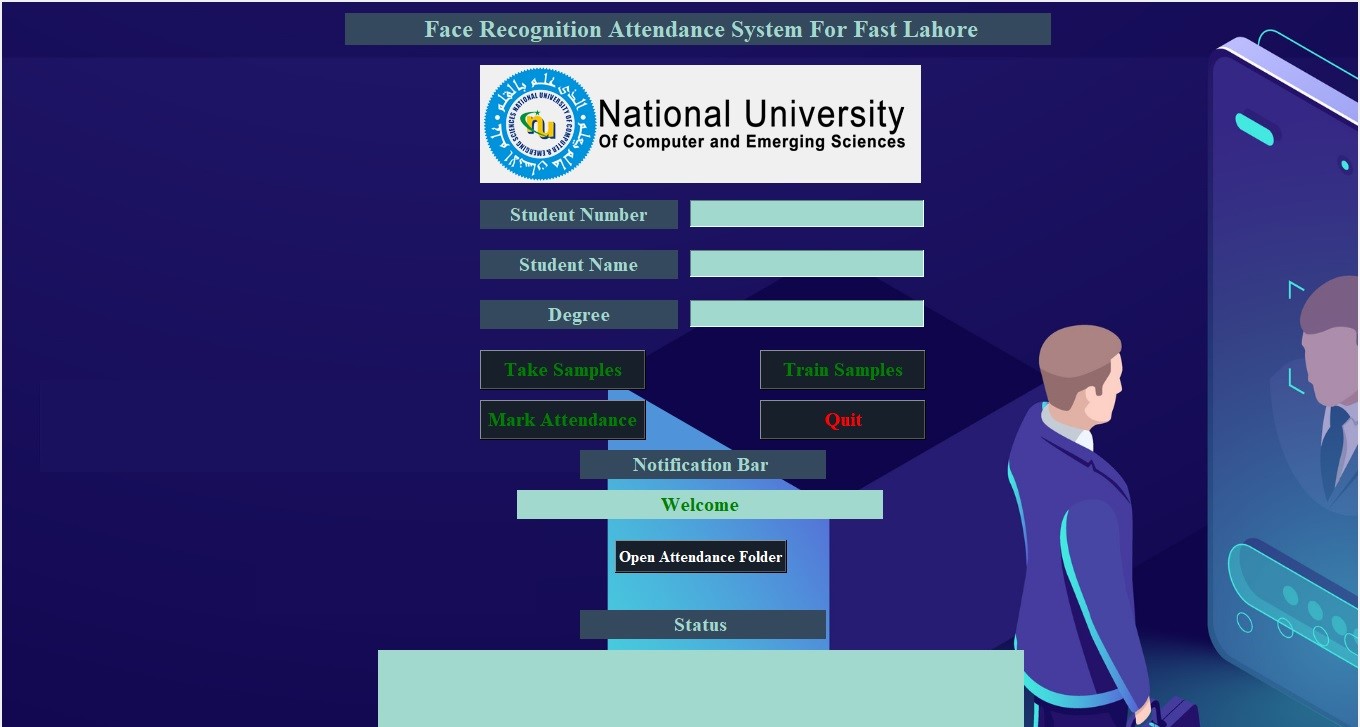 Face Recognition Attendance System For Fast Lahore
NATIONAL UNIVERSITY OF COMPUTER & EMERGING SCIENCES
nu
National University
Of Computer and Emerging Sciences
Student Number
Student Name
Degree
Take Samples
Train Samples
Mark Attendance
Quit
Notification Bar
Welcome
Open Attendance Folder
Status